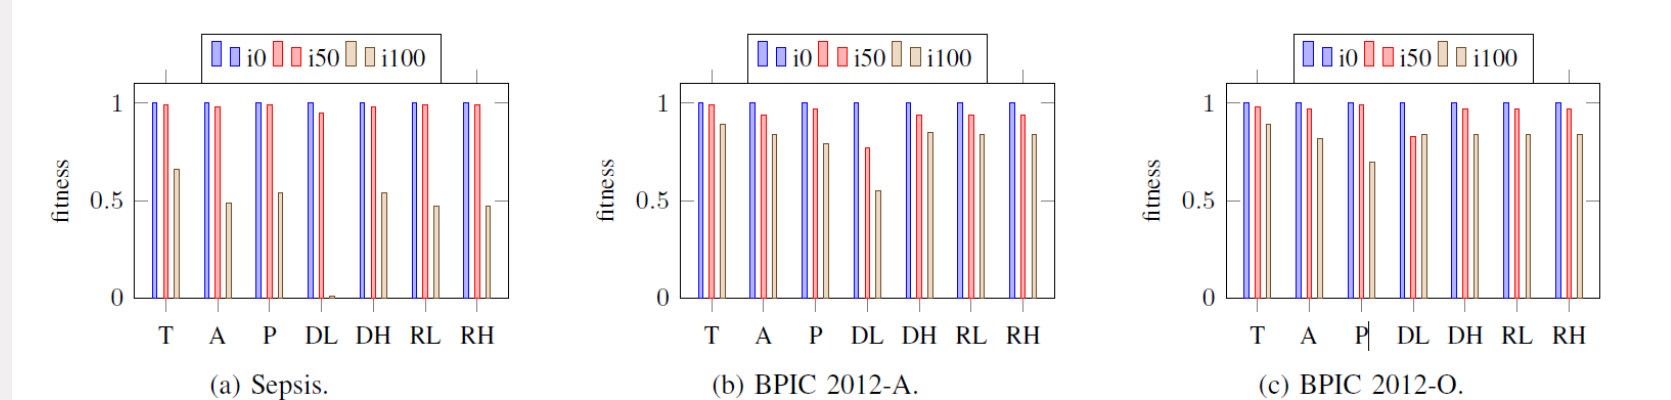 i0 i50 i100
fitness
1
0.5
0
T A P DL DH RL RH
(a) Sepsis.
i0 i50 i100
fitness
1
0.5
0
T A P DL DH RL RH
(b) BPIC 2012-A.
i0 i50 i100
fitness
1
0.5
0
T A P DL DH RL RH
(c) BPIC 2012-O.